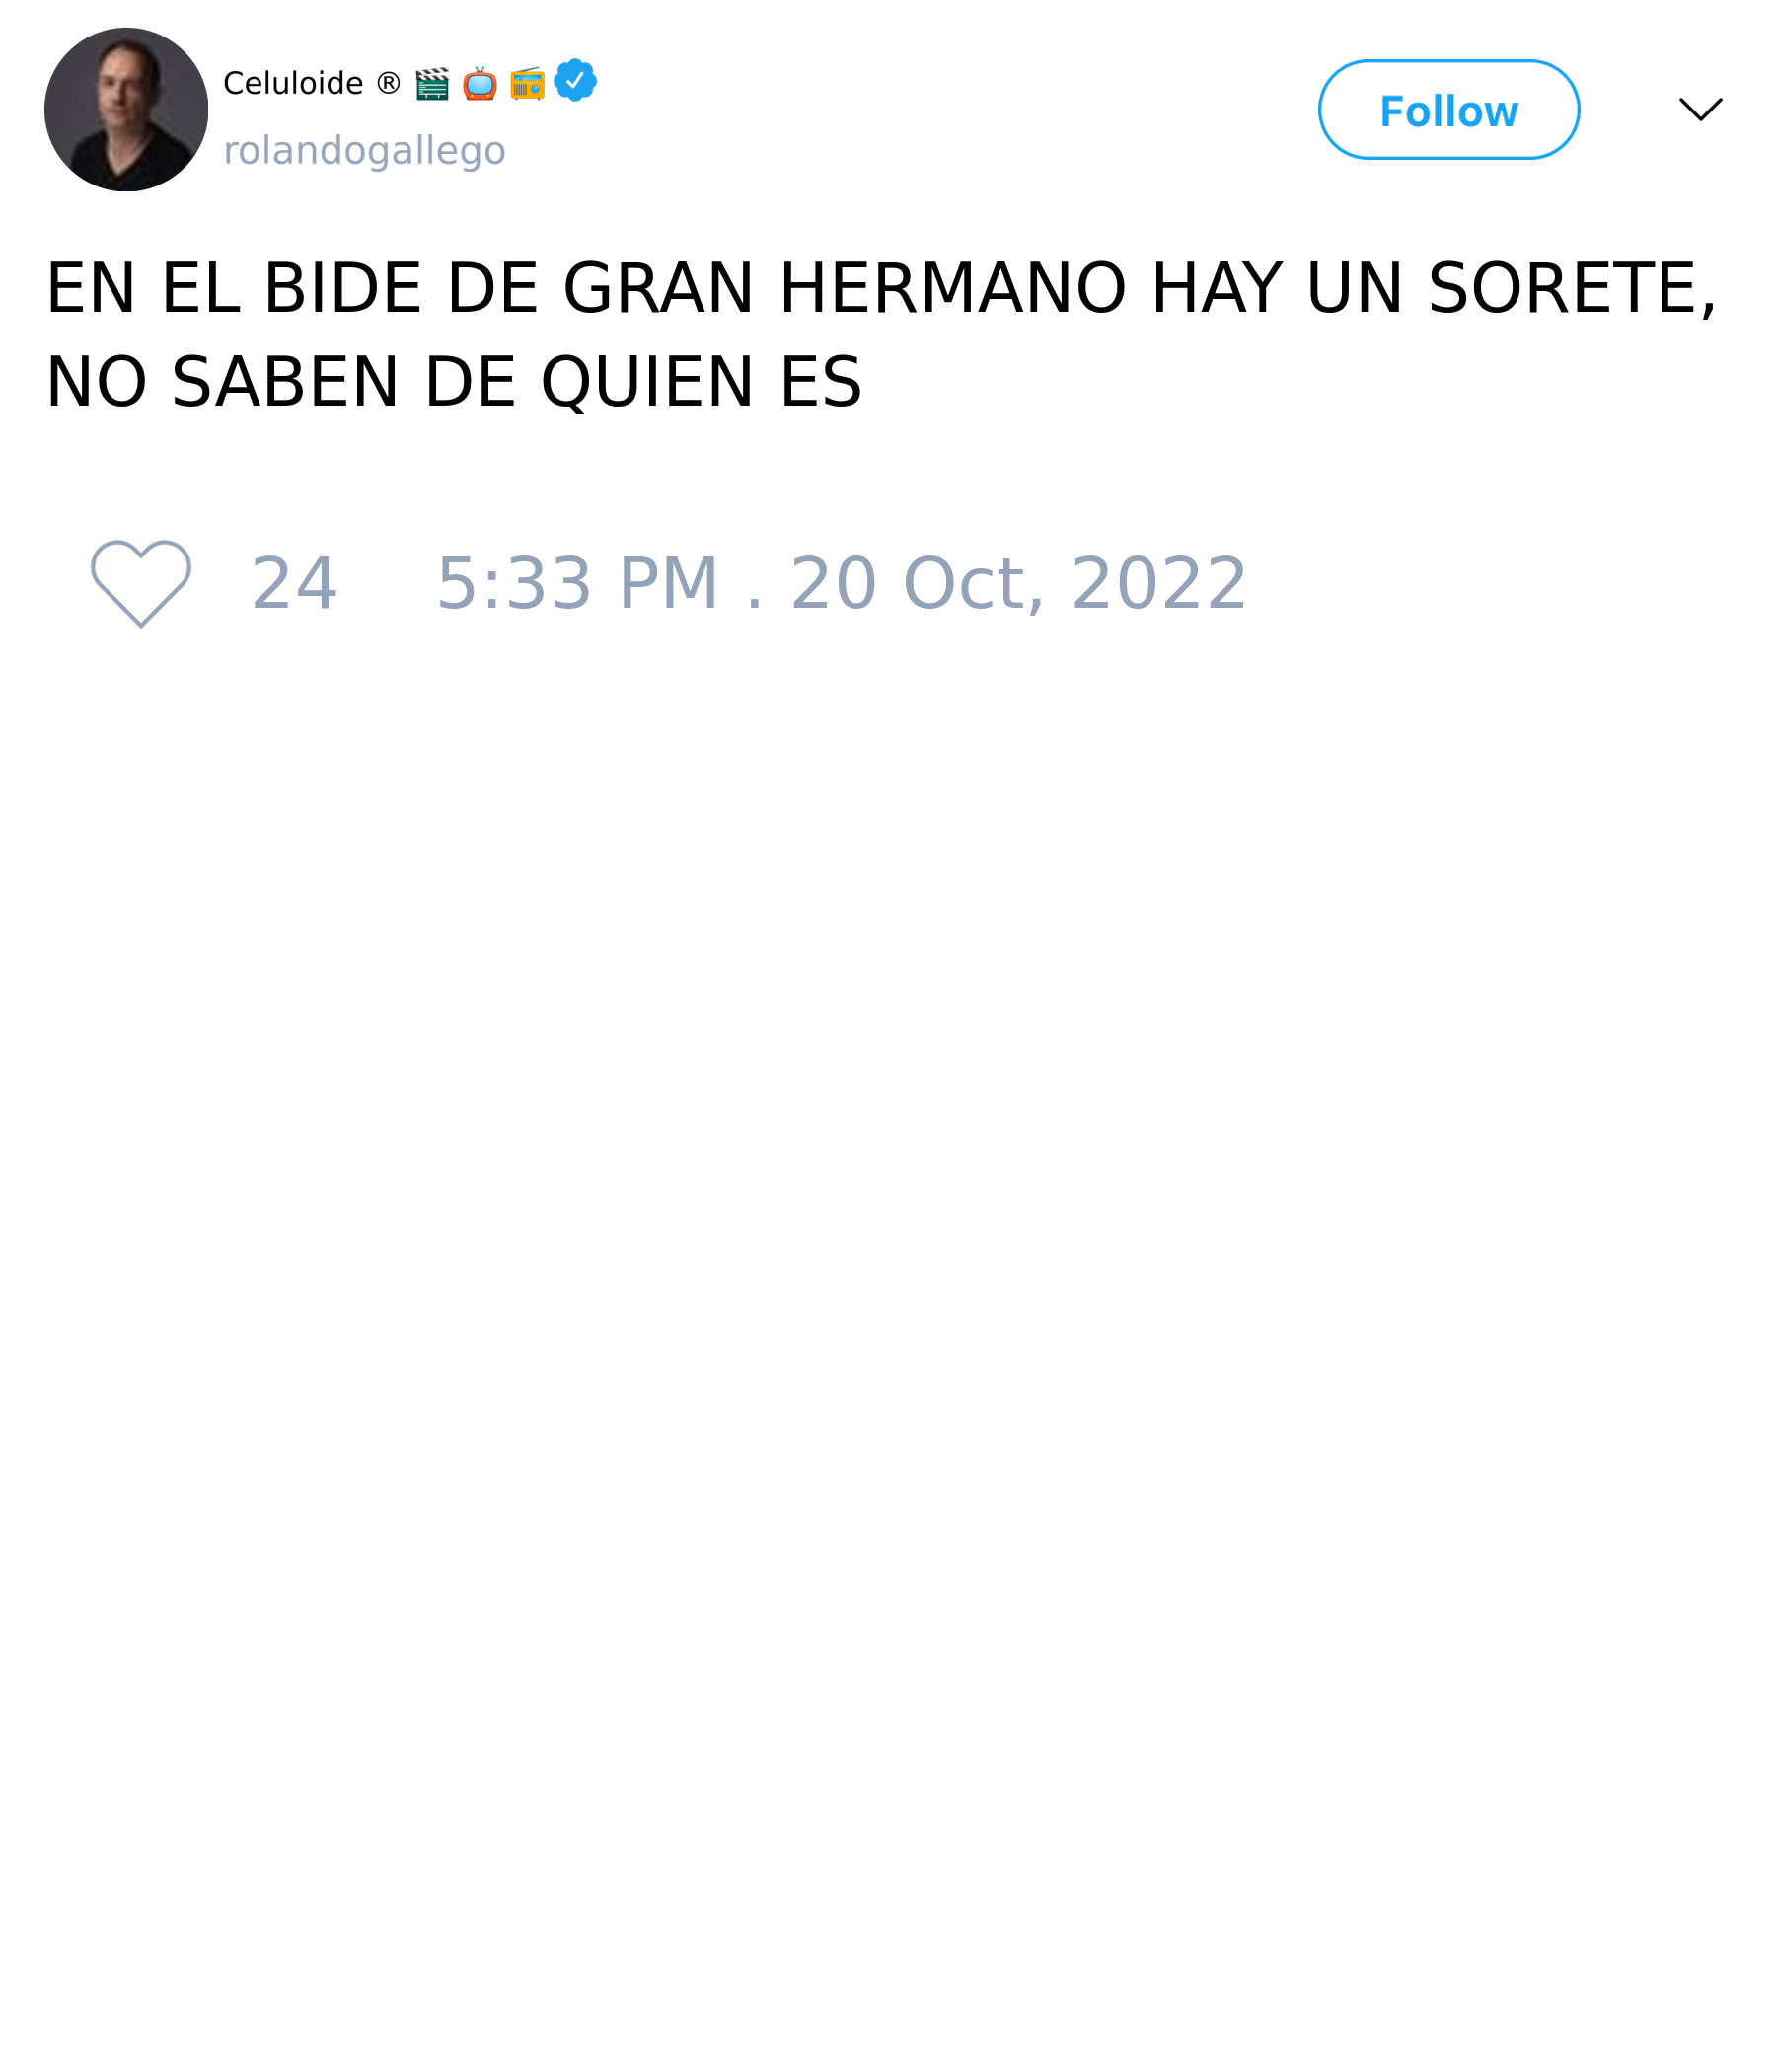 Celuloide ® 🎬 📺 📻
rolandogallego
Follow
EN EL BIDE DE GRAN HERMANO HAY UN SORETE,
NO SABEN DE QUIEN ES
24 5:33 PM . 20 Oct, 2022